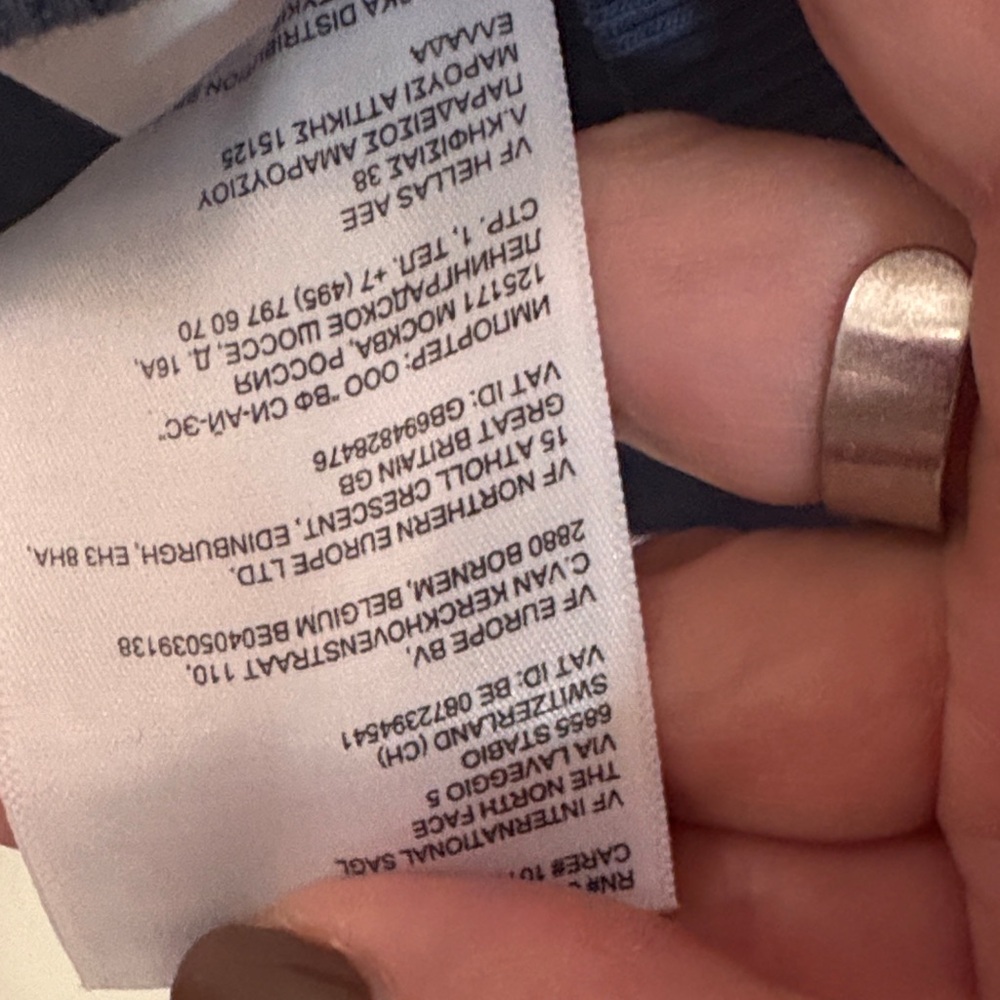 RN#
CARE# 101
VF INTERNATIONAL SAGL
THE NORTH FACE
VIA LAVEGGIO 5
6855 STABIO
SWITZERLAND (CH)
VAT ID: BE 0872394541
VF EUROPE BV,
C.VAN KERCKHOVENSTRAAT 110,
2880 BORNEM, BELGIUM BE0405039138
VF NORTHERN EUROPE LTD.
15 ATHOLL CRESCENT, EDINBURGH, EH3 8HA,
GREAT BRITAIN GB
VAT ID: GB694828476
ИМПОРТЕР: ООО "ВФ СИ-АЙ-ЭС"
125171 МОСКВА, РОССИЯ
ЛЕНИНГРАДСКОЕ ШОССЕ, Д. 16А,
СТР. 1, ТЕЛ. +7 (495) 797 60 70
VF HELLAS AEE
Λ.ΚΗΦΙΣΙΑΣ 38
ΠΑΡΑΔΕΙΣΟΣ ΑΜΑΡΟΥΣΙΟΥ
ΜΑΡΟΥΣΙ ΑΤΤΙΚΗΣ 15125
ΕΛΛΑΔΑ